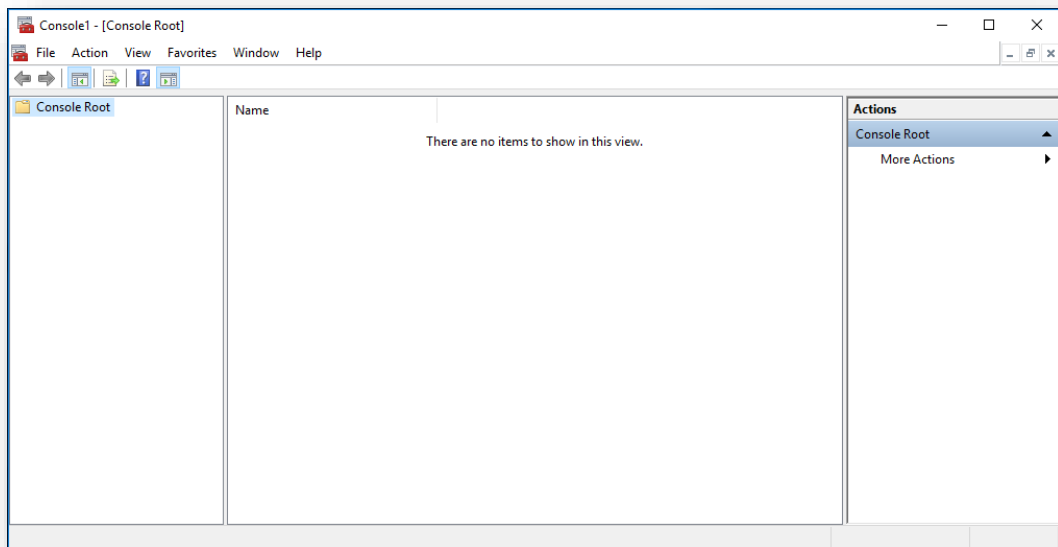 Console1 - [Console Root]
File Action View Favorites Window Help
Console Root
Name
There are no items to show in this view.
Actions
Console Root
More Actions